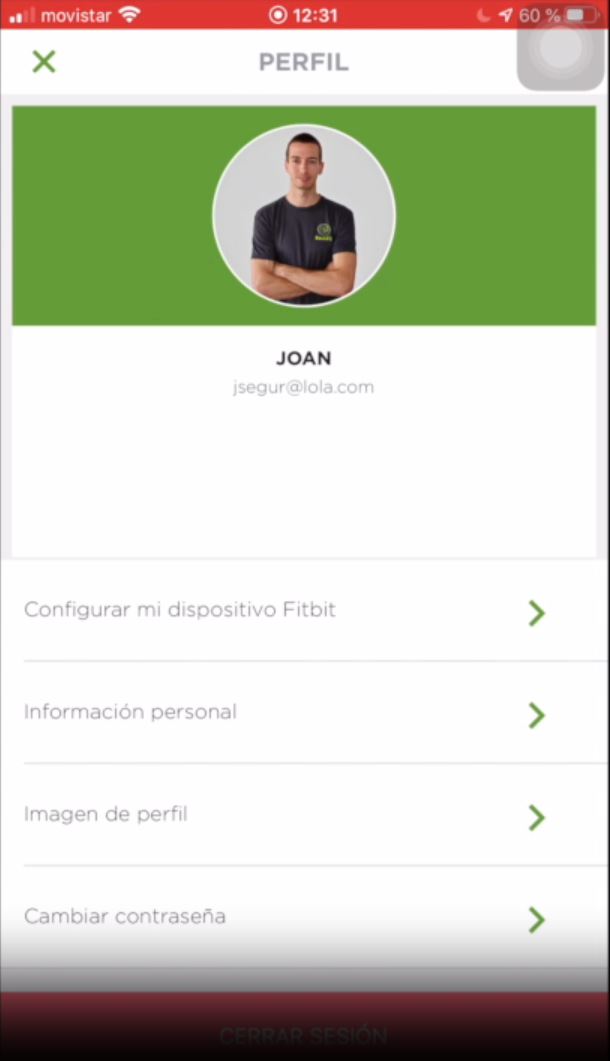 movistar 12:31 60 %
PERFIL
JOAN
jsegur@lola.com
Configurar mi dispositivo Fitbit
Información personal
Imagen de perfil
Cambiar contraseña
CERRAR SESIÓN